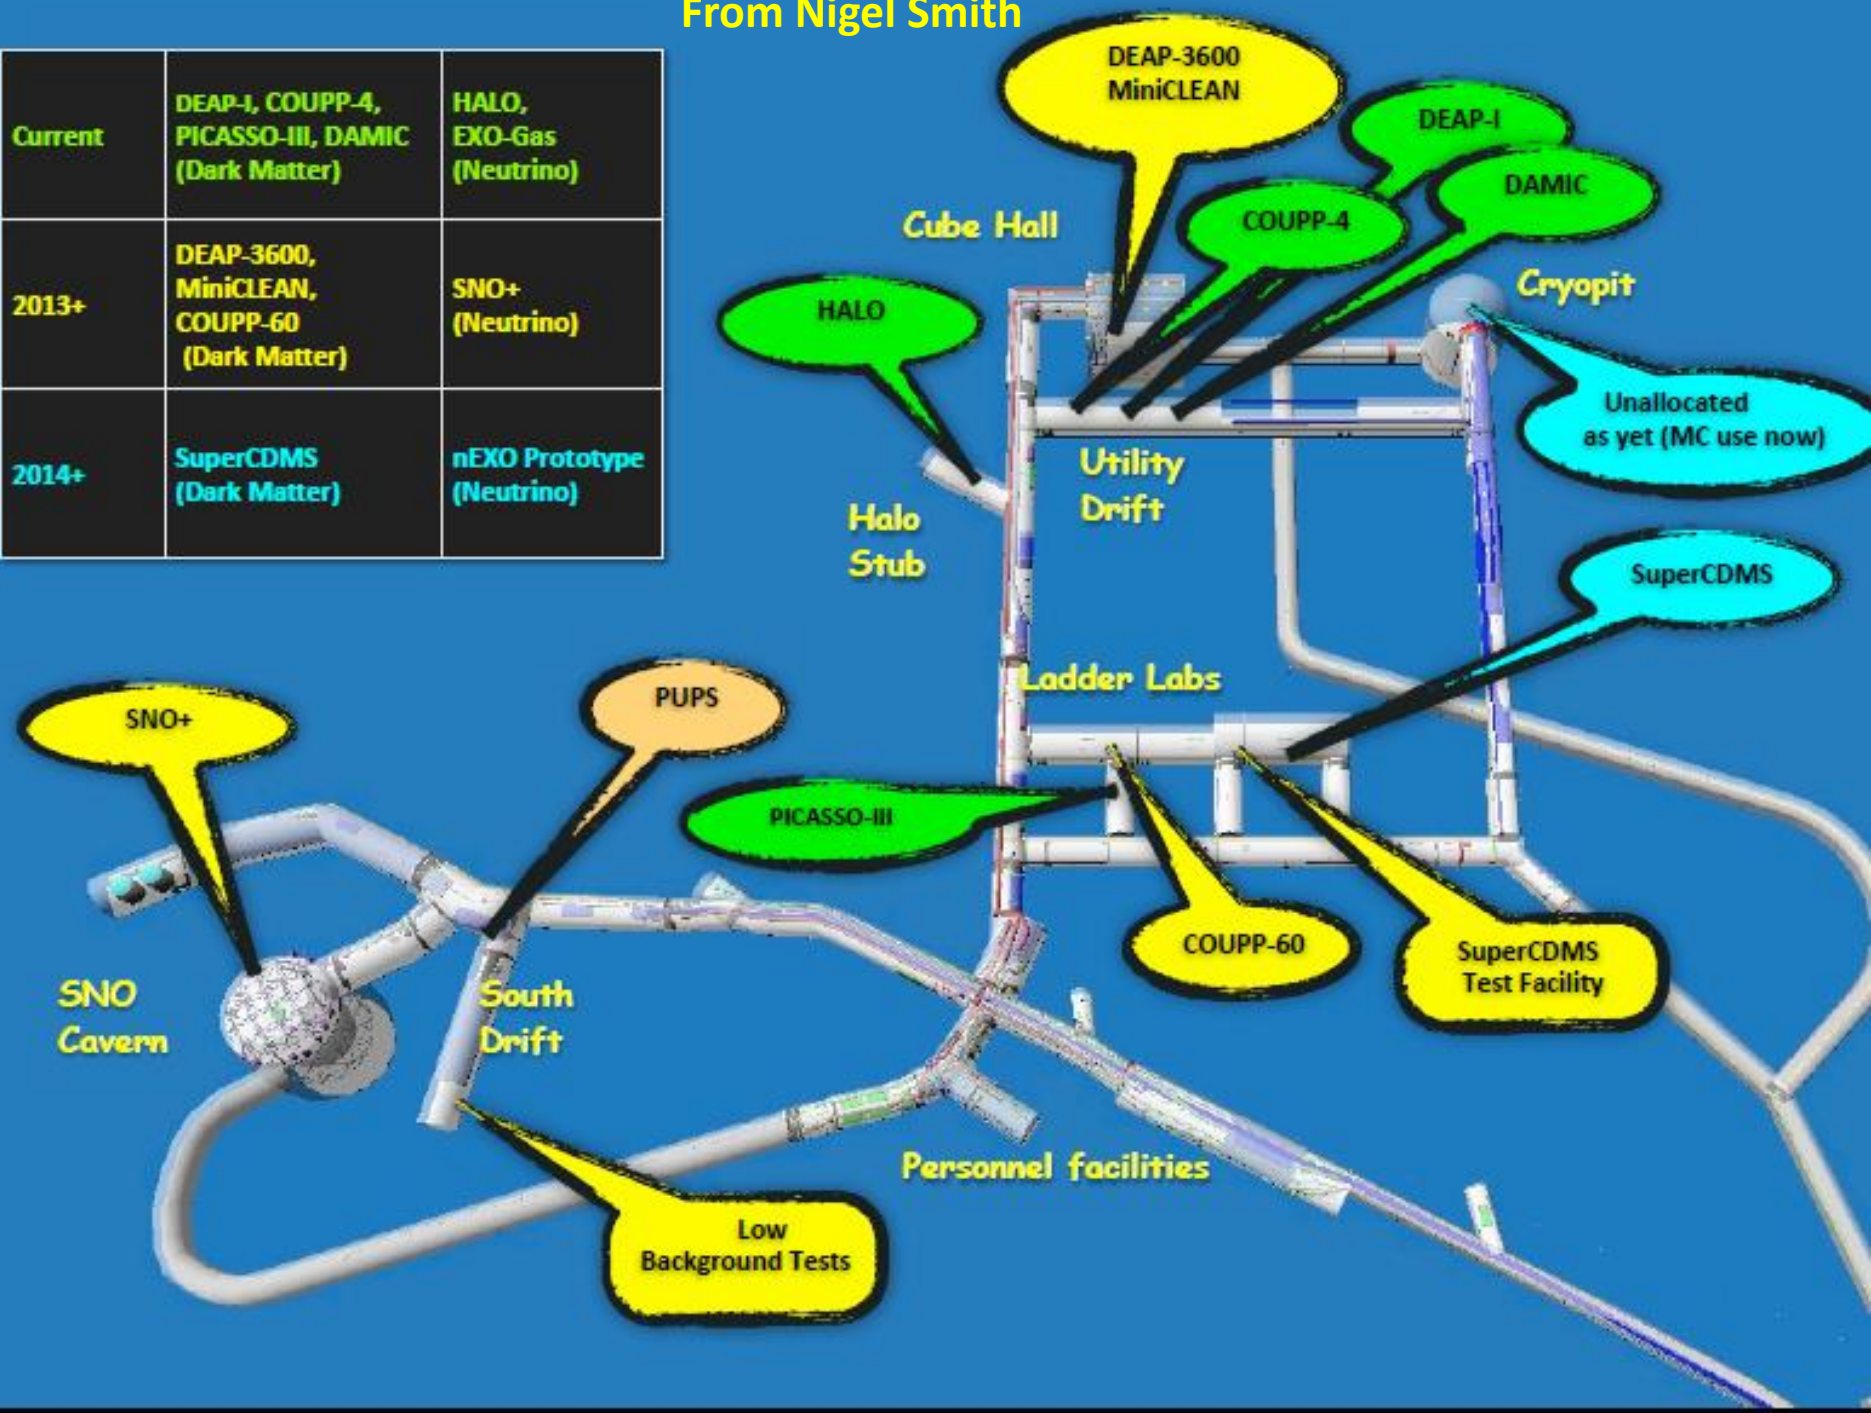 From Nigel Smith
Current
DEAP-I, COUPP-4,
PICASSO-III, DAMIC
(Dark Matter)
HALO,
EXO-Gas
(Neutrino)
2013+
DEAP-3600,
MiniCLEAN,
COUPP-60
(Dark Matter)
SNO+
(Neutrino)
2014+
SuperCDMS
(Dark Matter)
nEXO Prototype
(Neutrino)
DEAP-3600
MiniCLEAN
DEAP-I
DAMIC
COUPP-4
Cube Hall
Cryopit
HALO
Unallocated
as yet (MC use now)
Utility
Drift
Halo
Stub
SuperCDMS
Ladder Labs
PUPS
SNO+
PICASSO-III
COUPP-60
SuperCDMS
Test Facility
SNO
Cavern
South
Drift
Personnel facilities
Low
Background Tests